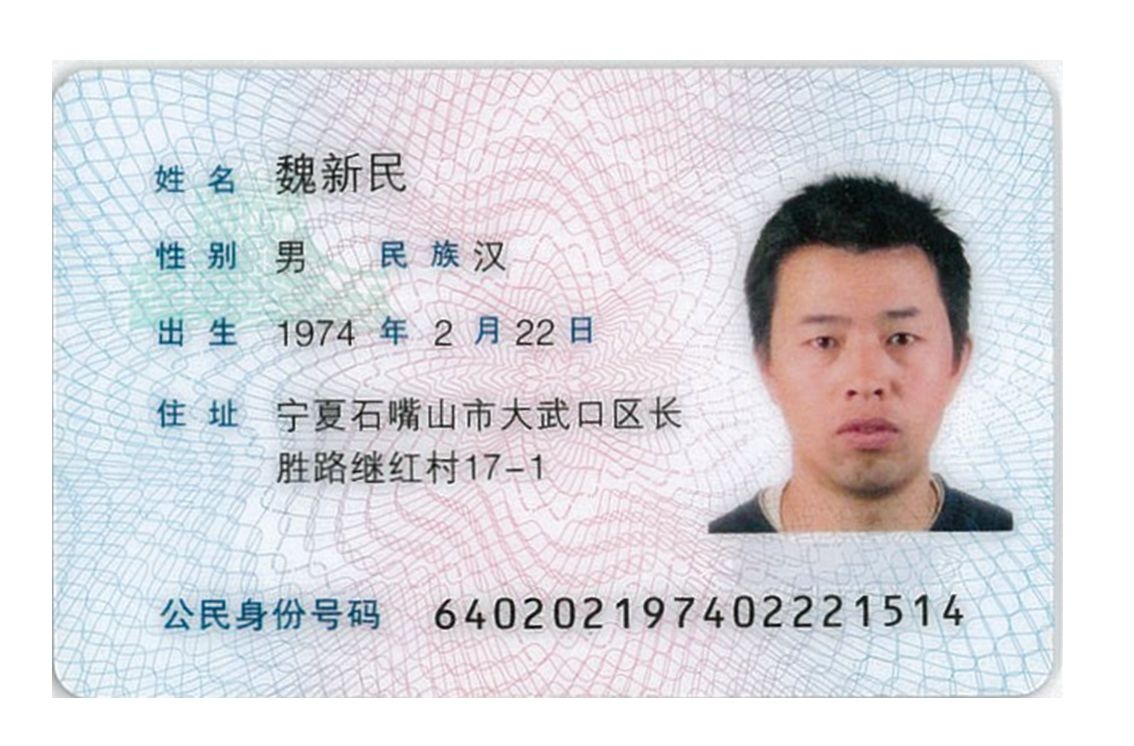 姓名 魏新民
性别 男 民族 汉
出生 1974 年 2 月 22 日
住址 宁夏石嘴山市大武口区长
胜路继红村17-1
公民身份号码 640202197402221514